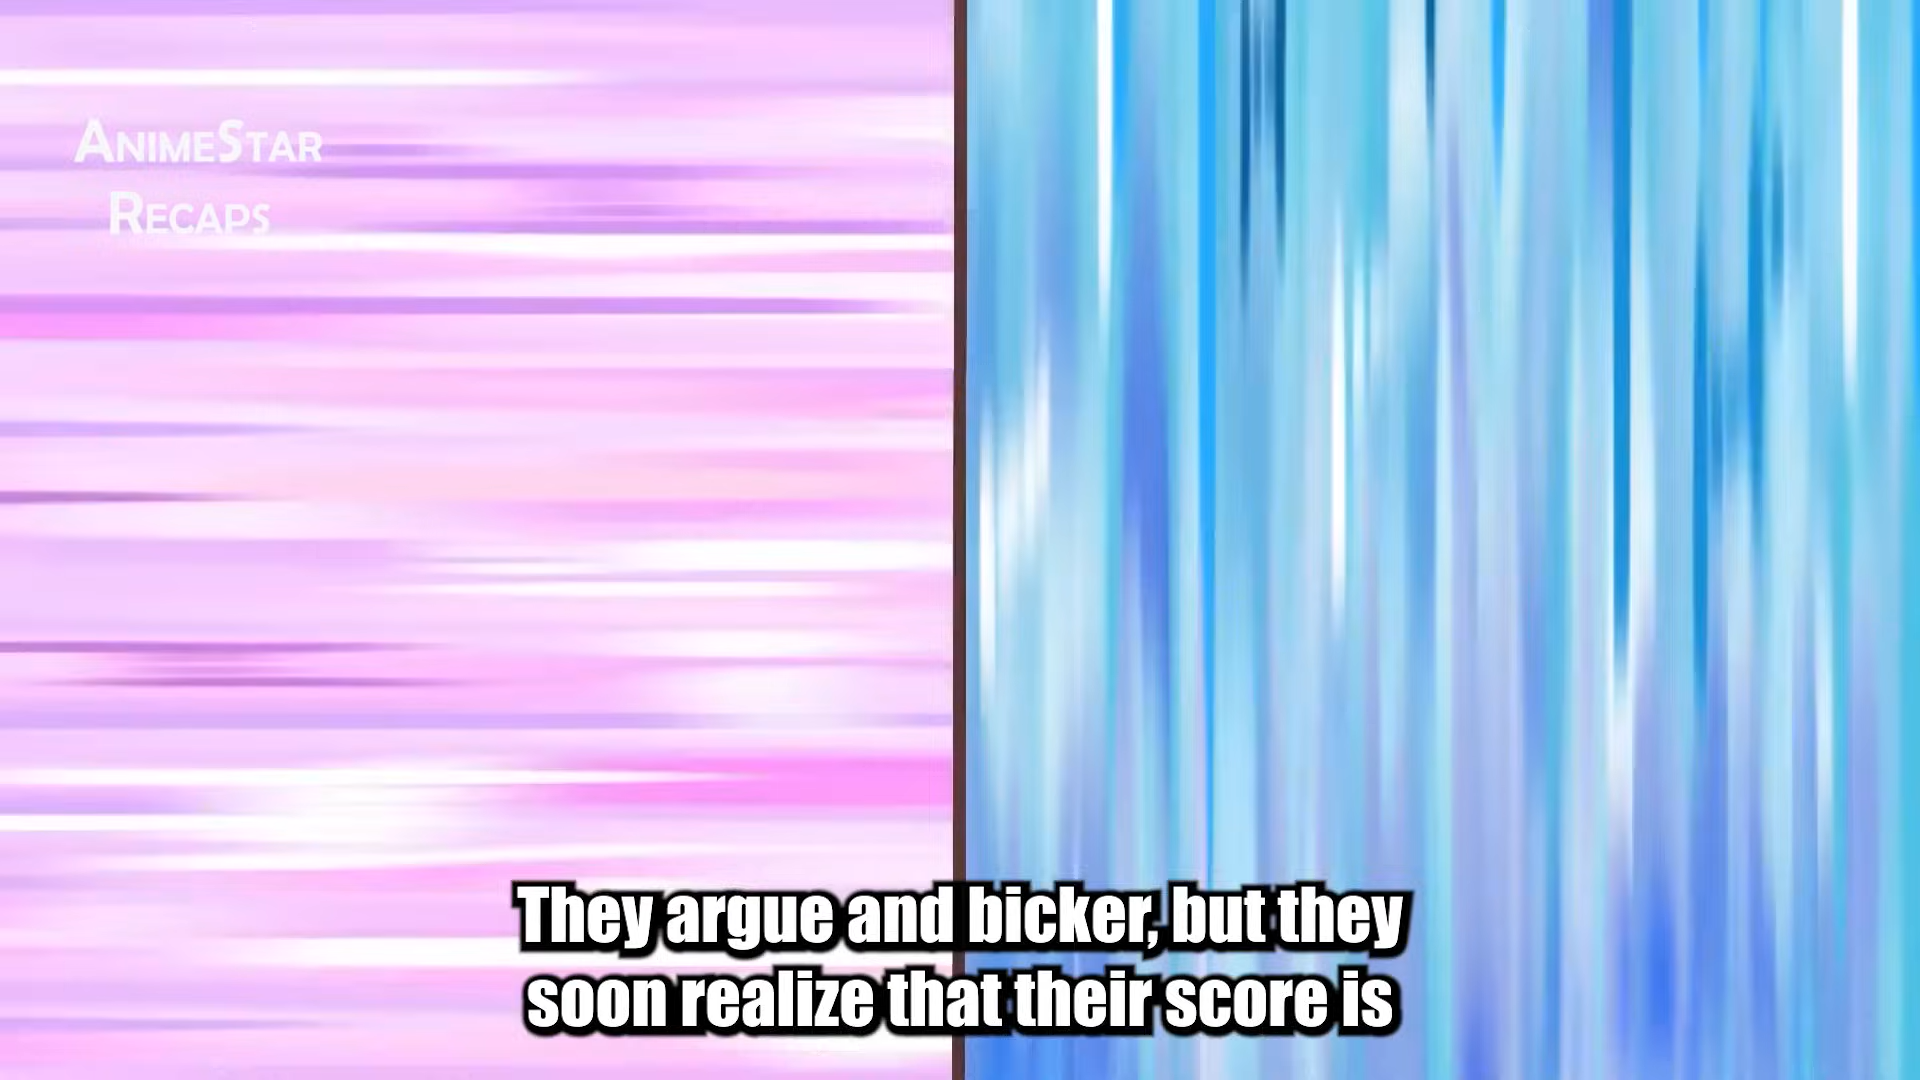 AnimeStar
Recaps
They argue and bicker, but they
soon realize that their score is